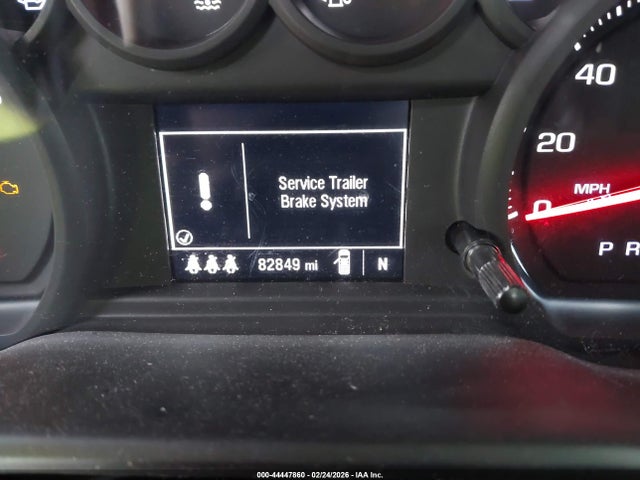 40
20
Service Trailer
Brake System
MPH
0
82849 mi
N
P R
000-44447860 - 02/24/2026 - IAA Inc.